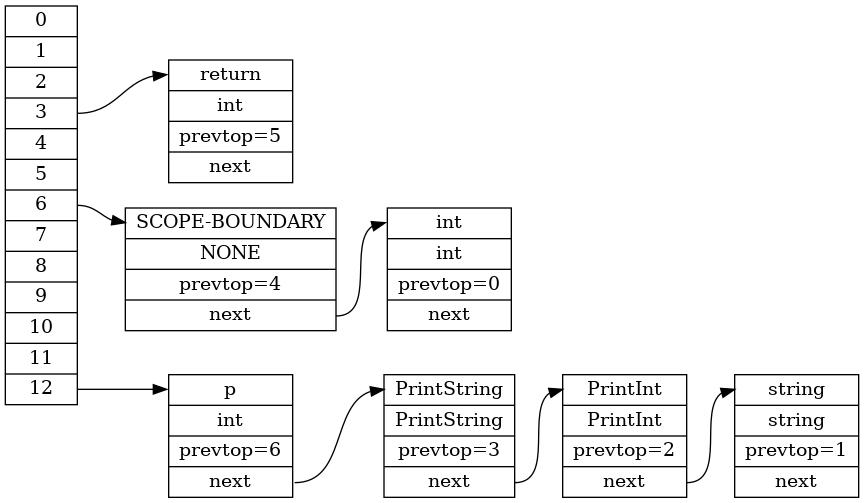 0
1
2
3
4
5
6
7
8
9
10
11
12
return
int
prevtop=5
next
SCOPE-BOUNDARY
NONE
prevtop=4
next
int
int
prevtop=0
next
p
int
prevtop=6
next
PrintString
PrintString
prevtop=3
next
PrintInt
PrintInt
prevtop=2
next
string
string
prevtop=1
next